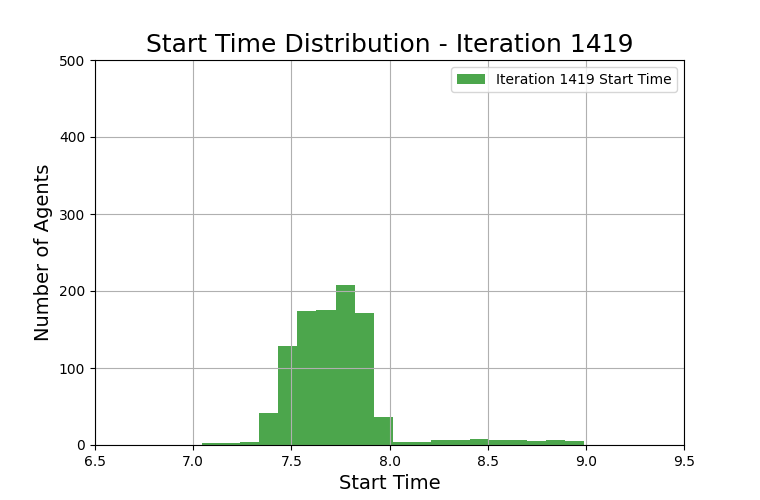 Start Time Distribution - Iteration 1419
Iteration 1419 Start Time
500
400
300
200
100
0
Number of Agents
6.5 7.0 7.5 8.0 8.5 9.0 9.5
Start Time